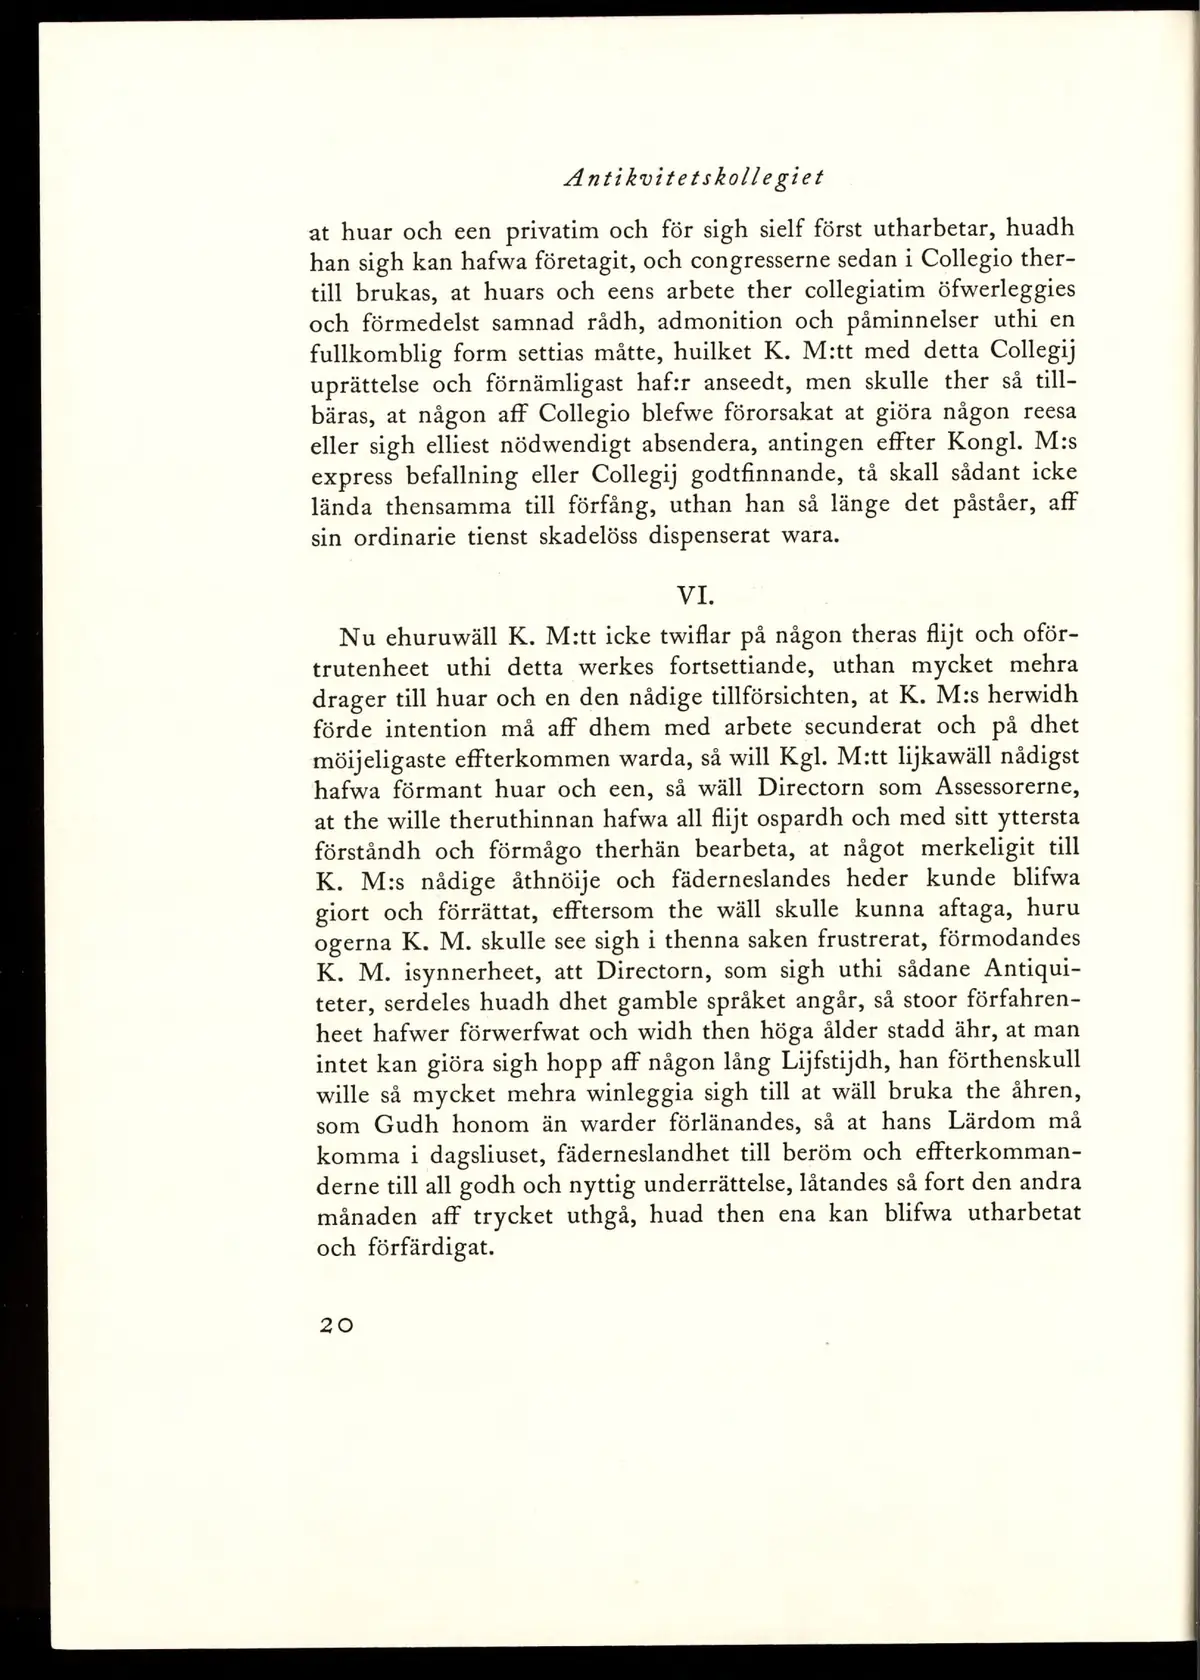 Antikvitetskollegiet
at huar och een privatim och för sigh sielf först utharbetar, huadh
han sigh kan hafwa företagit, och congresserne sedan i Collegio ther-
till brukas, at huars och eens arbete ther collegiatim öfwerleggies
och förmedelst samnad rådh, admonition och påminnelser uthi en
fullkomblig form settias måtte, huilket K. M:tt med detta Collegij
uprättelse och förnämligast haf:r anseedt, men skulle ther så till-
bäras, at någon aff Collegio blefwe förorsakat at giöra någon reesa
eller sigh elliest nödwendigt absendera, antingen effter Kongl. M:s
express befallning eller Collegij godtfinnande, tå skall sådant icke
lända thensamma till förfång, uthan han så länge det påståer, aff
sin ordinarie tienst skadelöss dispenserat wara.
VI.
Nu ehuruwäll K. M:tt icke twiflar på någon theras flijt och oför-
trutenheet uthi detta werkes fortsettiande, uthan mycket mehra
drager till huar och en den nådige tillförsichten, at K. M:s herwidh
förde intention må aff dhem med arbete secunderat och på dhet
möijeligaste effterkommen warda, så will Kgl. M:tt lijkawäll nådigst
hafwa förmant huar och een, så wäll Directorn som Assessorerne,
at the wille theruthinnan hafwa all flijt ospardh och med sitt yttersta
förståndh och förmågo therhän bearbeta, at något merkeligit till
K. M:s nådige åthnöije och fäderneslandes heder kunde blifwa
giort och förrättat, efftersom the wäll skulle kunna aftaga, huru
ogerna K. M. skulle see sigh i thenna saken frustrerat, förmodandes
K. M. isynnerheet, att Directorn, som sigh uthi sådane Antiqui-
teter, serdeles huadh dhet gamble språket angår, så stoor förfahren-
heet hafwer förwerfwat och widh then höga ålder stadd ähr, at man
intet kan giöra sigh hopp aff någon lång Lijfstijdh, han förthenskull
wille så mycket mehra winleggia sigh till at wäll bruka the åhren,
som Gudh honom än warder förlänandes, så at hans Lärdom må
komma i dagsliuset, fäderneslandhet till beröm och effterkomman-
derne till all godh och nyttig underrättelse, låtandes så fort den andra
månaden aff trycket uthgå, huad then ena kan blifwa utharbetat
och förfärdigat.
20